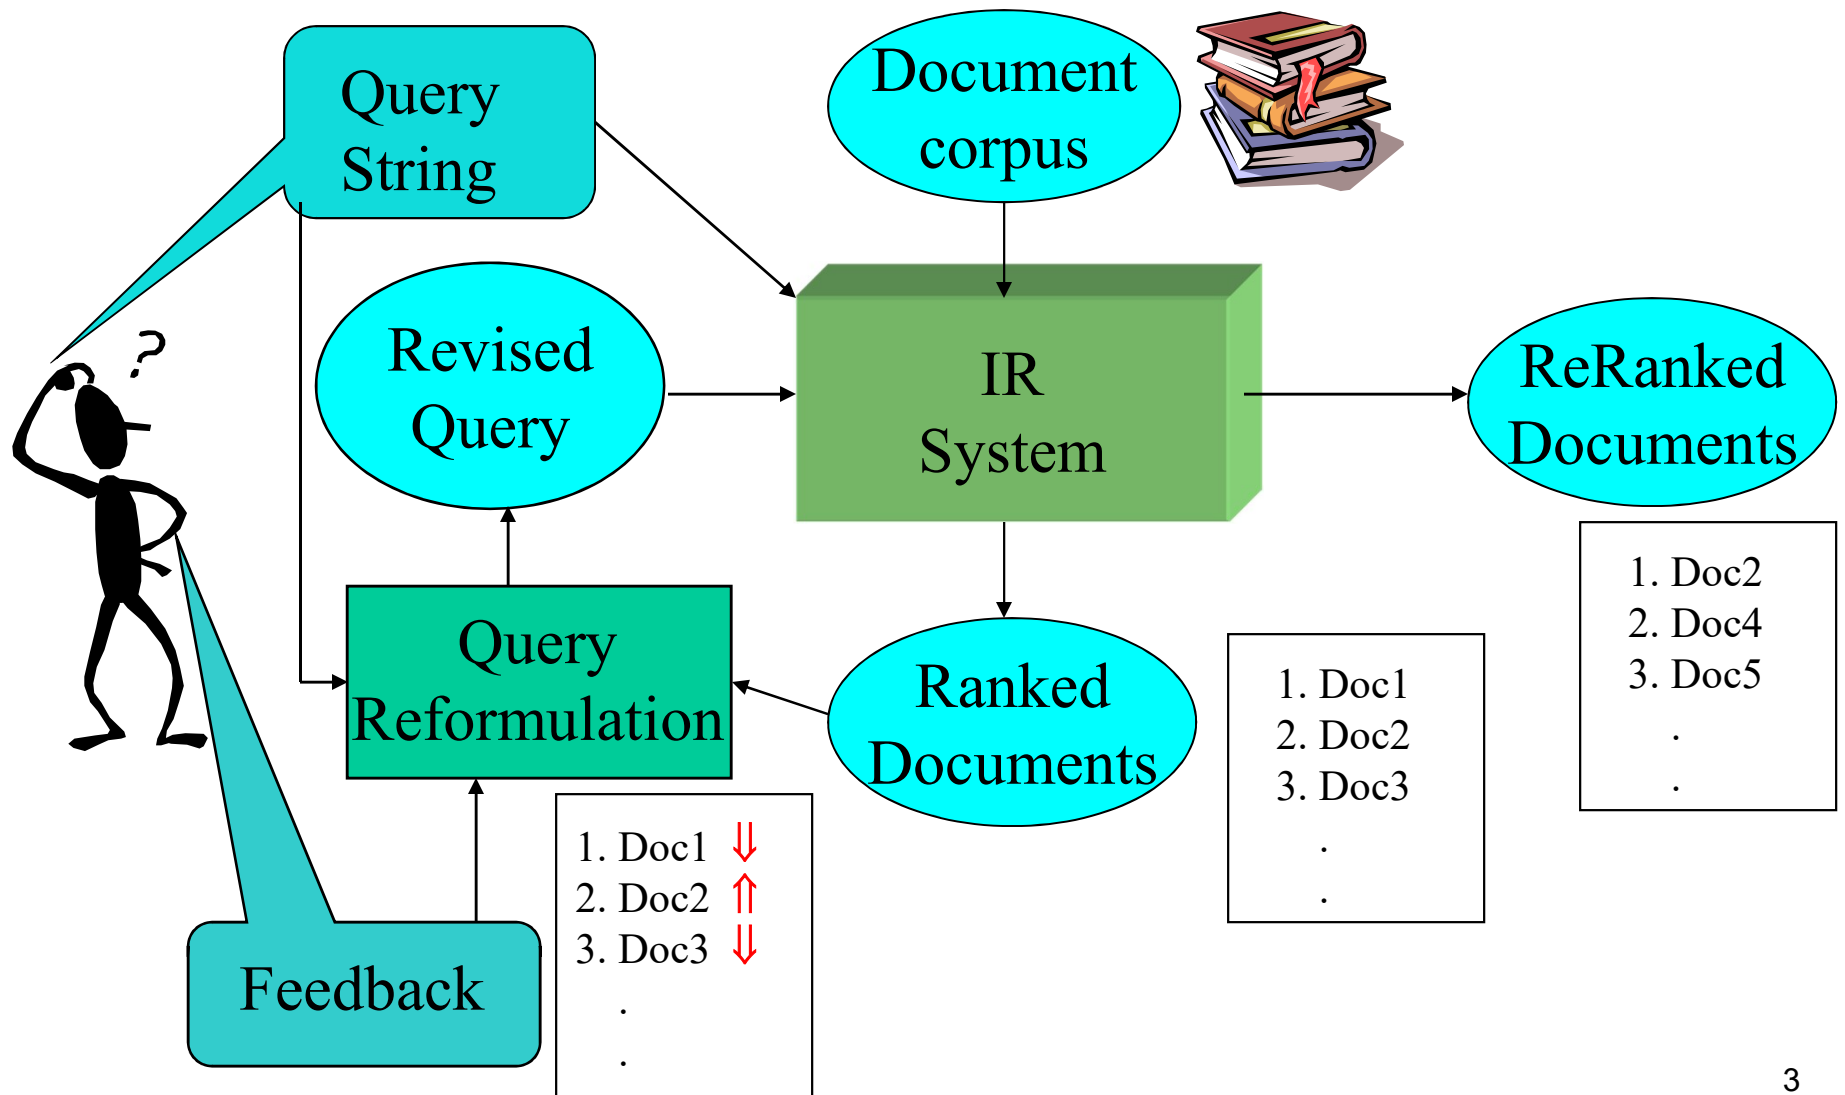 Query
String
Document
corpus
?
Revised
Query
IR
System
ReRanked
Documents
Query
Reformulation
Ranked
Documents
1. Doc2
2. Doc4
3. Doc5
.
.
1. Doc1
2. Doc2
3. Doc3
.
.
1. Doc1 ⇓
2. Doc2 ⇑
3. Doc3 ⇓
.
.
Feedback
3